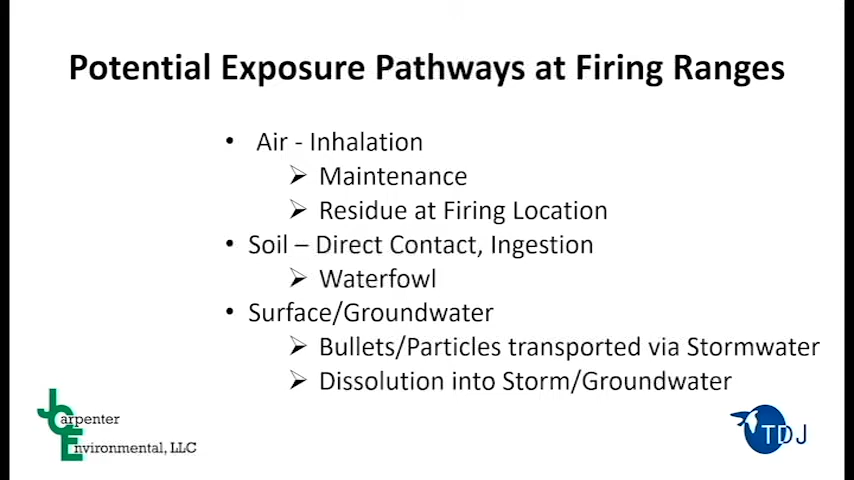 Potential Exposure Pathways at Firing Ranges
• Air - Inhalation
➢ Maintenance
➢ Residue at Firing Location
• Soil – Direct Contact, Ingestion
➢ Waterfowl
• Surface/Groundwater
➢ Bullets/Particles transported via Stormwater
➢ Dissolution into Storm/Groundwater
J
Carpenter
Environmental, LLC
TDJ